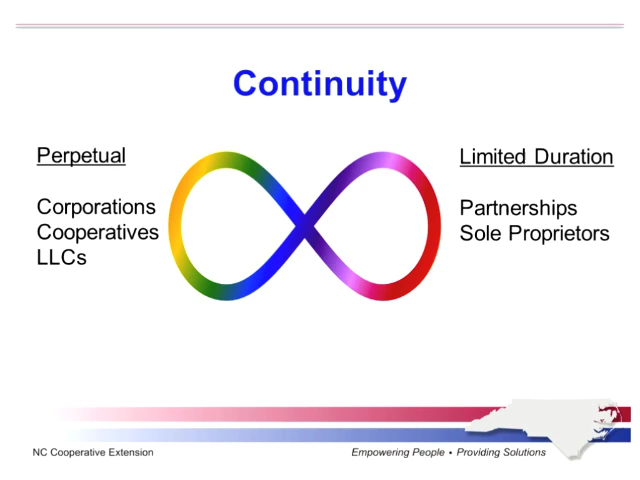 Continuity
Perpetual
Corporations
Cooperatives
LLCs
Limited Duration
Partnerships
Sole Proprietors
NC Cooperative Extension
Empowering People • Providing Solutions